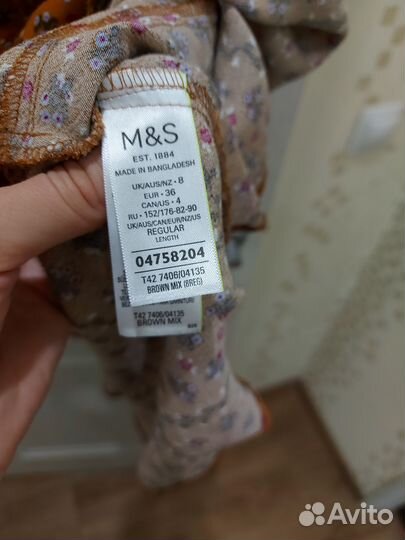 M&S
EST. 1884
MADE IN BANGLADESH
UK/AUS/NZ - 8
EUR - 36
CAN/US - 4
RU - 152/176-82-90
UK/AUS/CAN/EUR/NZ/US
REGULAR
LENGTH
04758204
T42 7406/04135
BROWN MIX (8REG)
T42 7406/04135
BROWN MIX
Avito